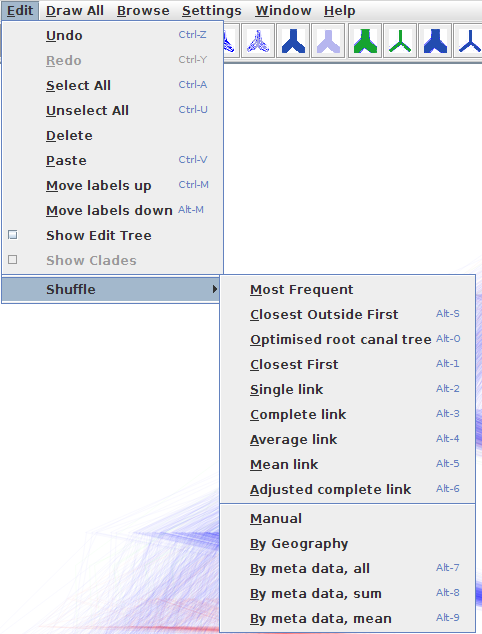 Edit Draw All Browse Settings Window Help
Undo Ctrl-Z
Redo Ctrl-Y
Select All Ctrl-A
Unselect All Ctrl-U
Delete
Paste Ctrl-V
Move labels up Ctrl-M
Move labels down Alt-M
Show Edit Tree
Show Clades
Shuffle
Most Frequent
Closest Outside First Alt-S
Optimised root canal tree Alt-O
Closest First Alt-1
Single link Alt-2
Complete link Alt-3
Average link Alt-4
Mean link Alt-5
Adjusted complete link Alt-6
Manual
By Geography
By meta data, all Alt-7
By meta data, sum Alt-8
By meta data, mean Alt-9